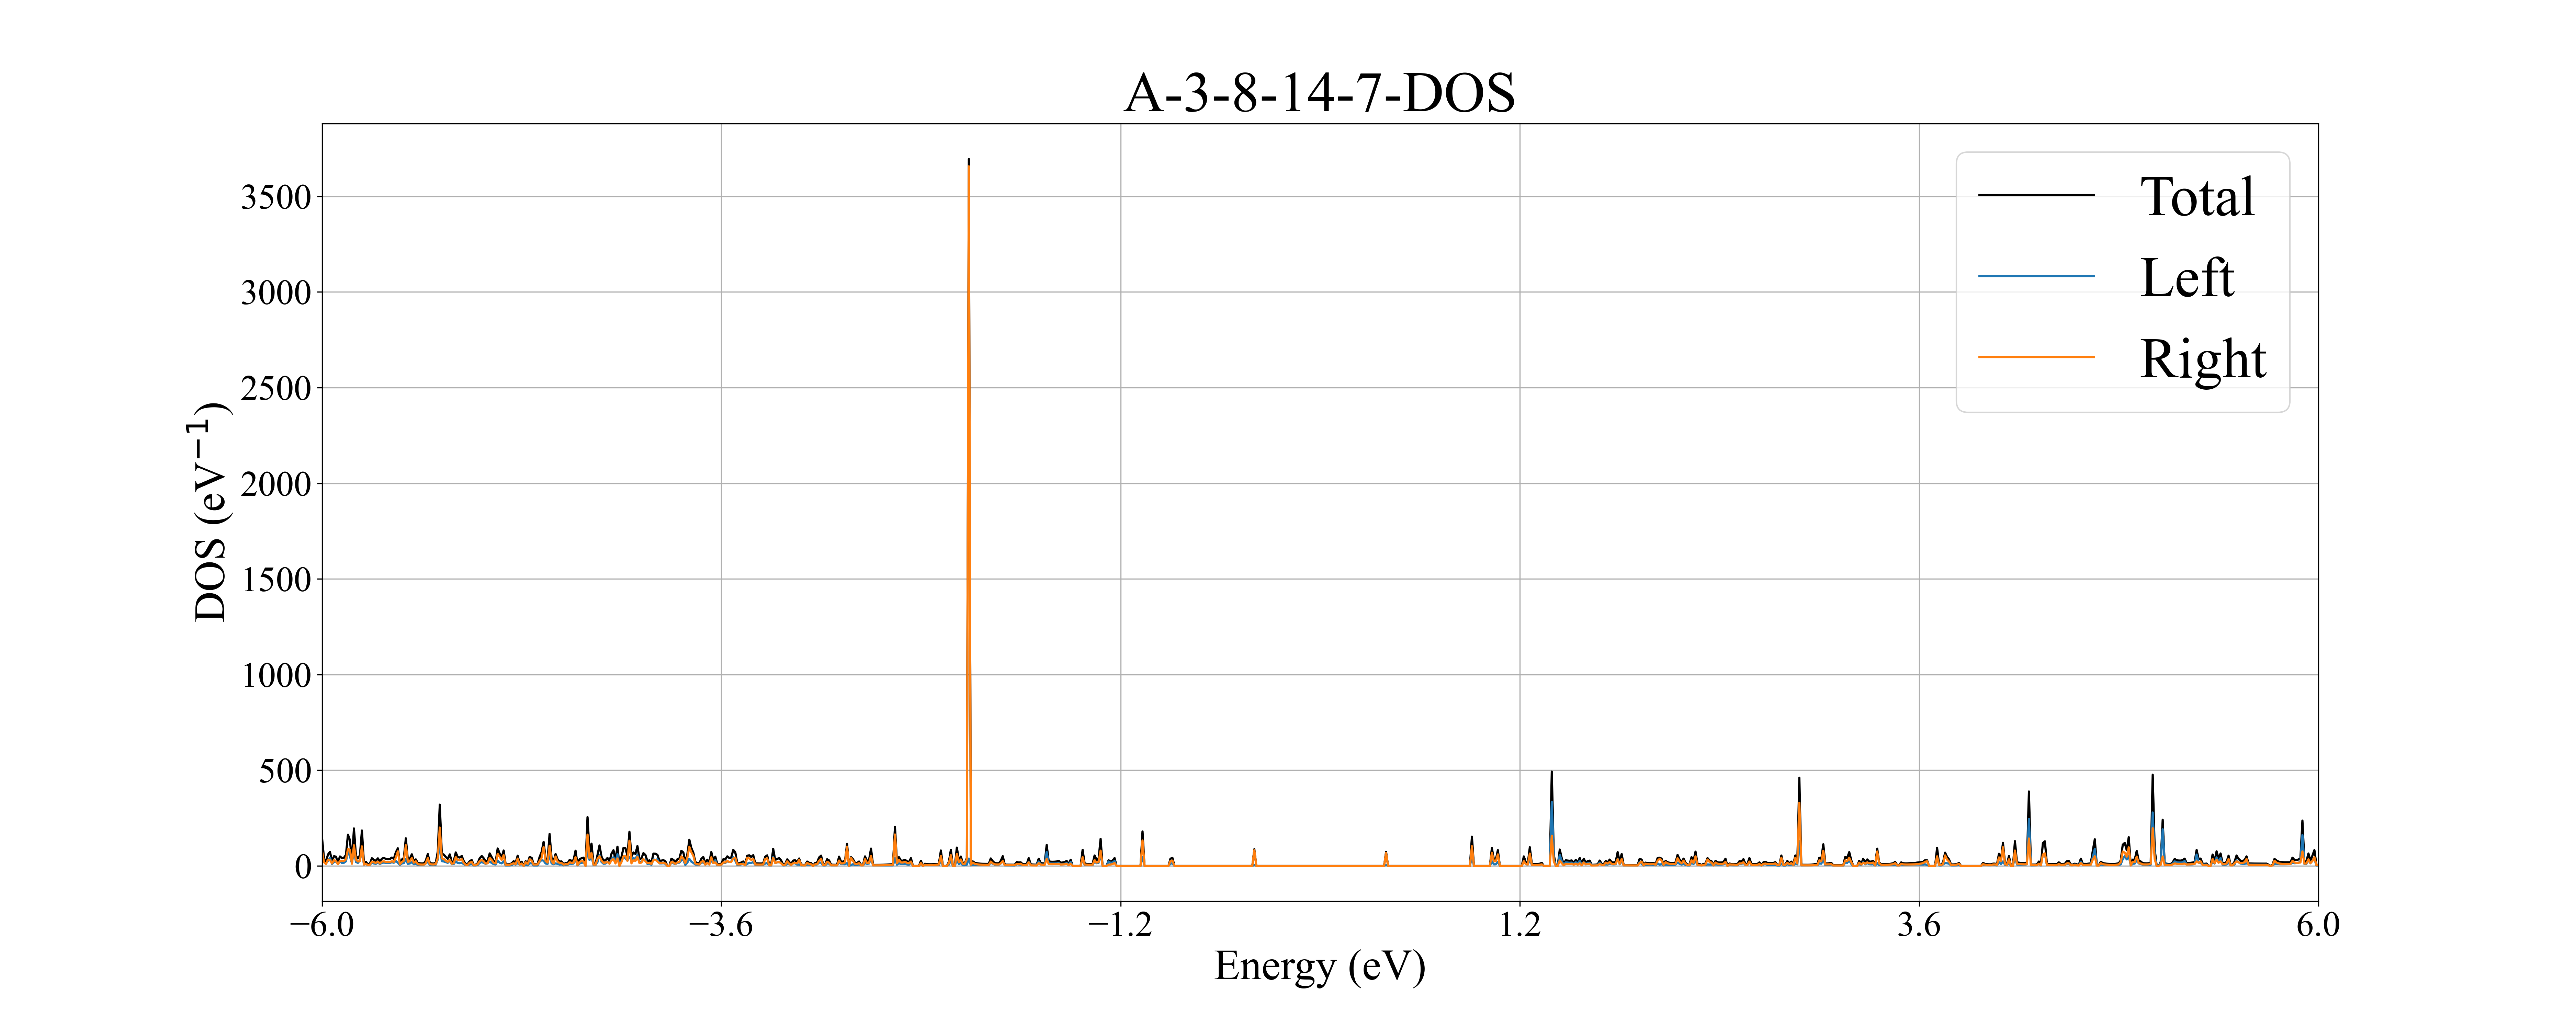 A-3-8-14-7-DOS
3500
3000
2500
2000
1500
1000
500
0
DOS (eV⁻¹)
Total
Left
Right
−6.0
−3.6
−1.2
1.2
3.6
6.0
Energy (eV)